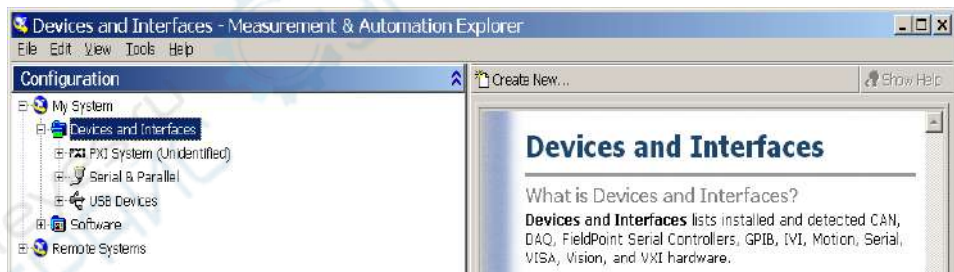 Devices and Interfaces - Measurement & Automation Explorer
File Edit View Tools Help
Configuration
Create New...
Show Help
My System
Devices and Interfaces
PXI PXI System (Unidentified)
Serial & Parallel
USB Devices
Software
Remote Systems
Devices and Interfaces
What is Devices and Interfaces?
Devices and Interfaces lists installed and detected CAN,
DAQ, FieldPoint Serial Controllers, GPIB, IVI, Motion, Serial,
VISA, Vision, and VXI hardware.